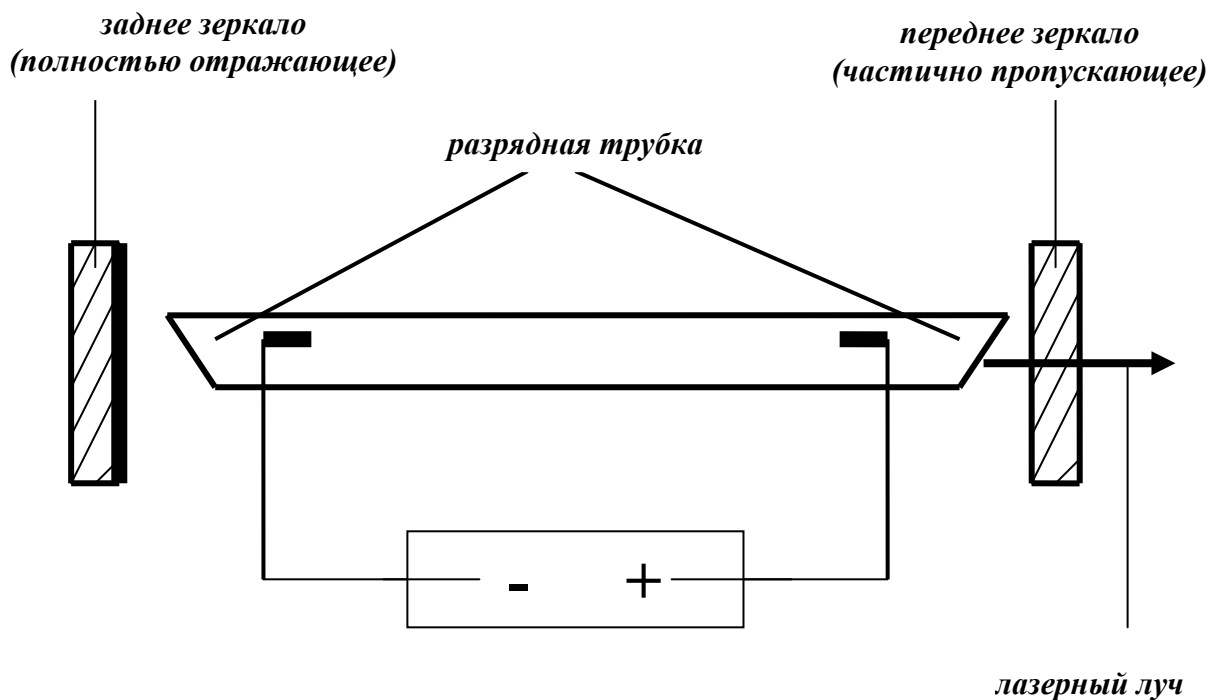 заднее зеркало
(полностью отражающее)
переднее зеркало
(частично пропускающее)
разрядная трубка
- +
лазерный луч